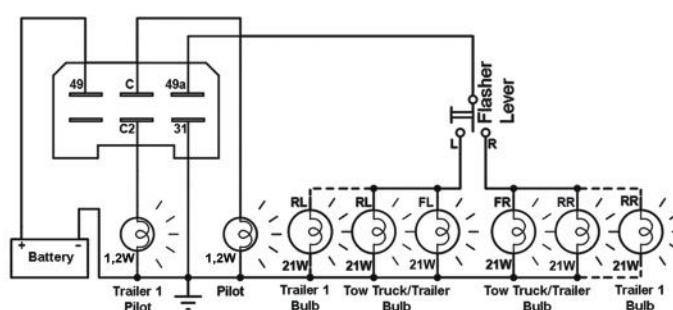 49 C 49a
C2 31
Flasher
Lever
L R
RL RL FL FR RR RR
+ -
Battery
1,2W 1,2W 21W 21W 21W 21W 21W 21W
Trailer 1
Pilot
Pilot
Trailer 1
Bulb
Tow Truck/Trailer
Bulb
Tow Truck/Trailer
Bulb
Trailer 1
Bulb